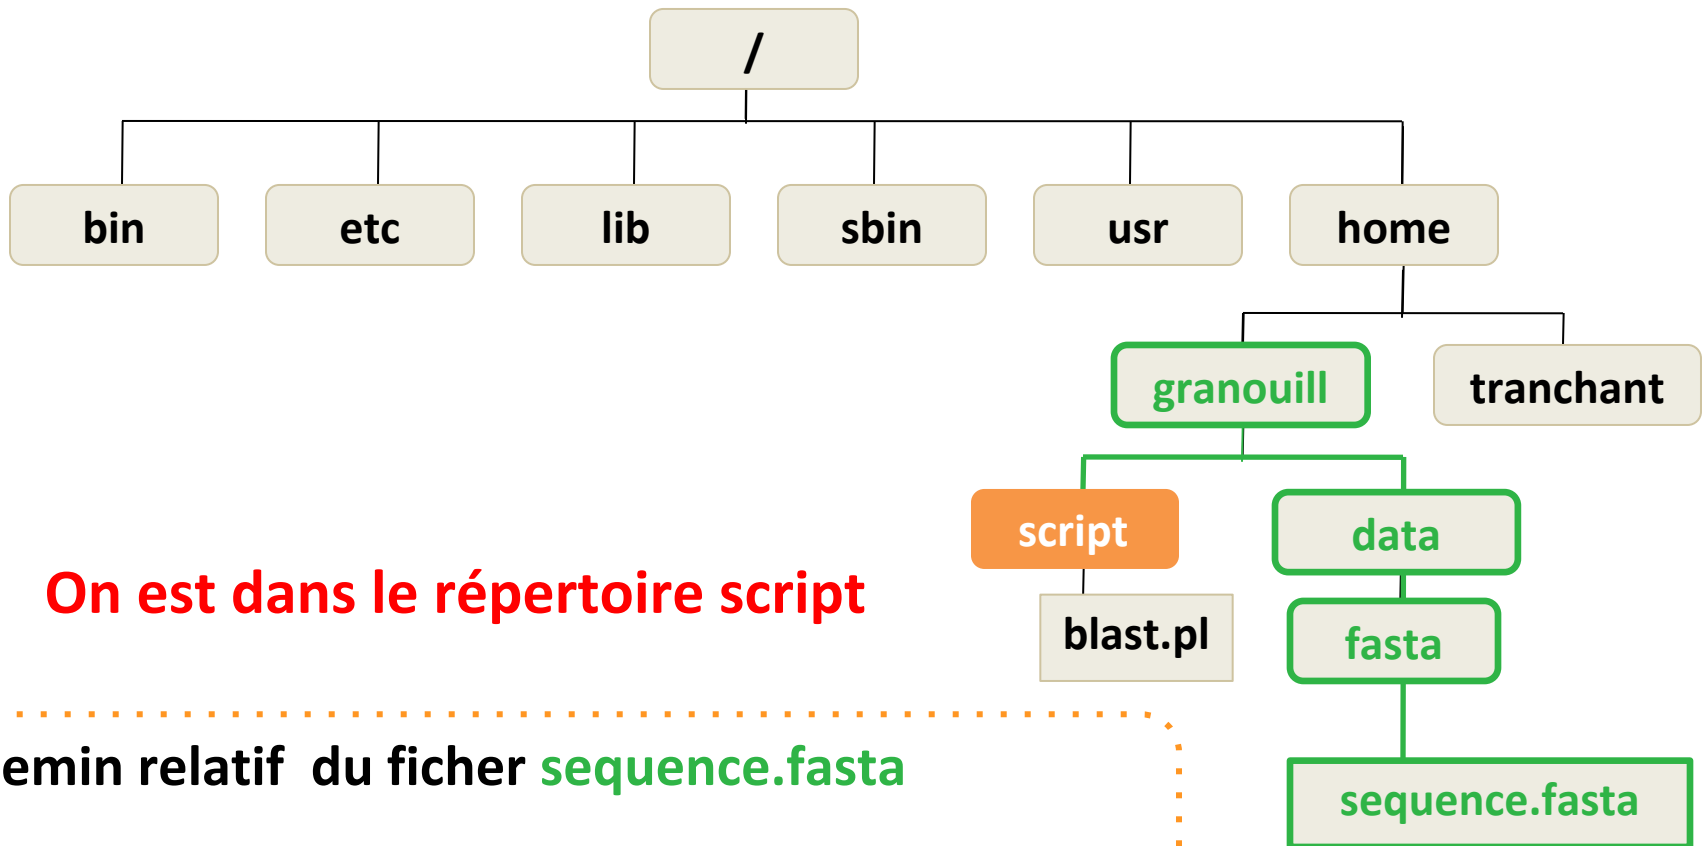 /
bin
etc
lib
sbin
usr
home
granouill
tranchant
script
data
On est dans le répertoire script
blast.pl
fasta
emin relatif du ficher sequence.fasta
sequence.fasta